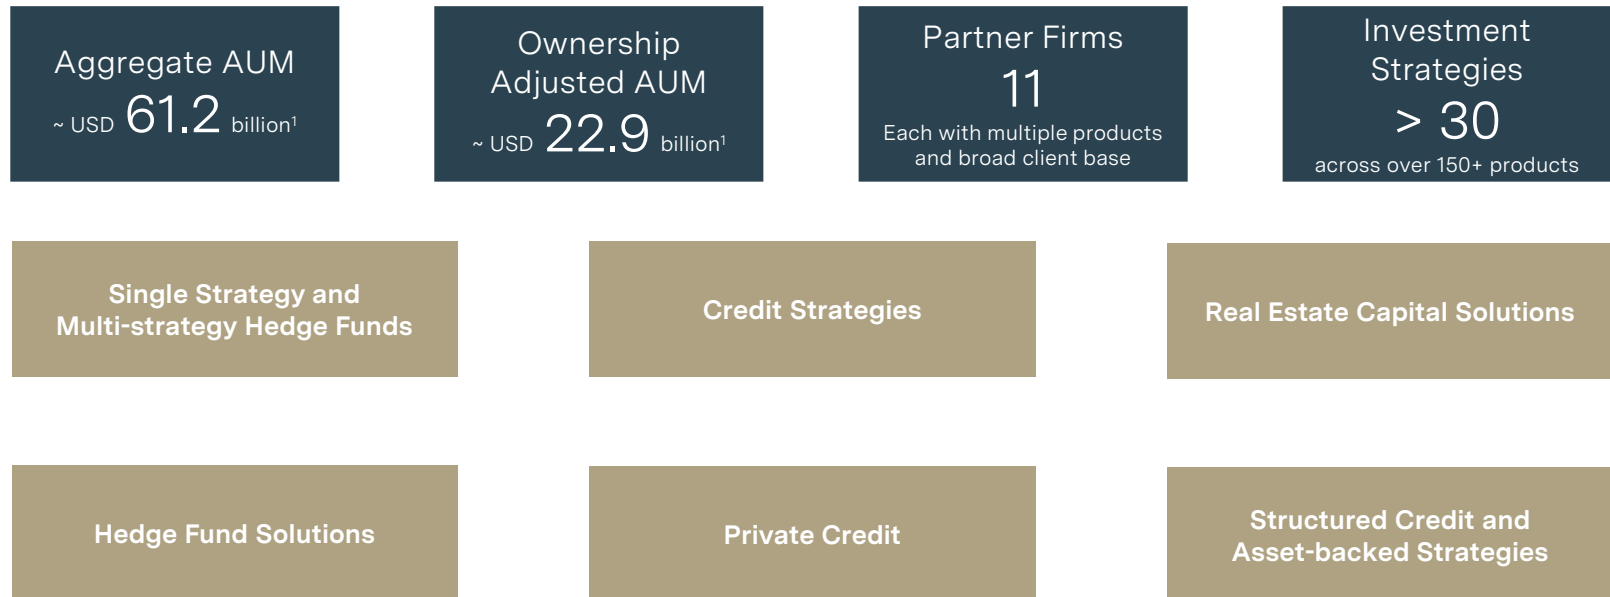 Aggregate AUM
~ USD 61.2 billion¹
Ownership
Adjusted AUM
~ USD 22.9 billion¹
Partner Firms
11
Each with multiple products
and broad client base
Investment
Strategies
> 30
across over 150+ products
Single Strategy and
Multi-strategy Hedge Funds
Credit Strategies
Real Estate Capital Solutions
Hedge Fund Solutions
Private Credit
Structured Credit and
Asset-backed Strategies